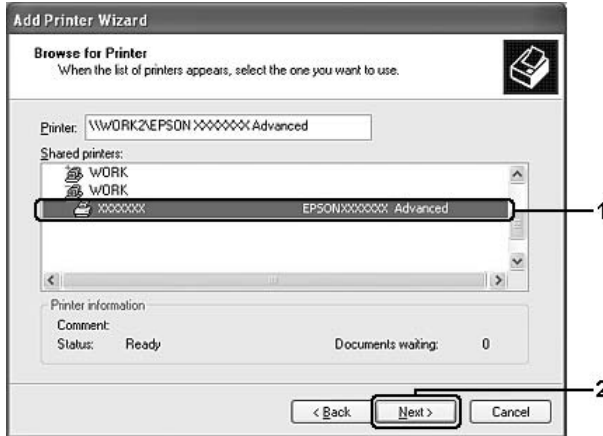 Add Printer Wizard
Browse for Printer
When the list of printers appears, select the one you want to use.
Printer: \\WORK2\EPSON XXXXXXX Advanced
Shared printers:
WORK
WORK
XXXXXXX EPSONXXXXXXX Advanced
1
Printer information
Comment:
Status: Ready Documents waiting: 0
2
< Back Next > Cancel